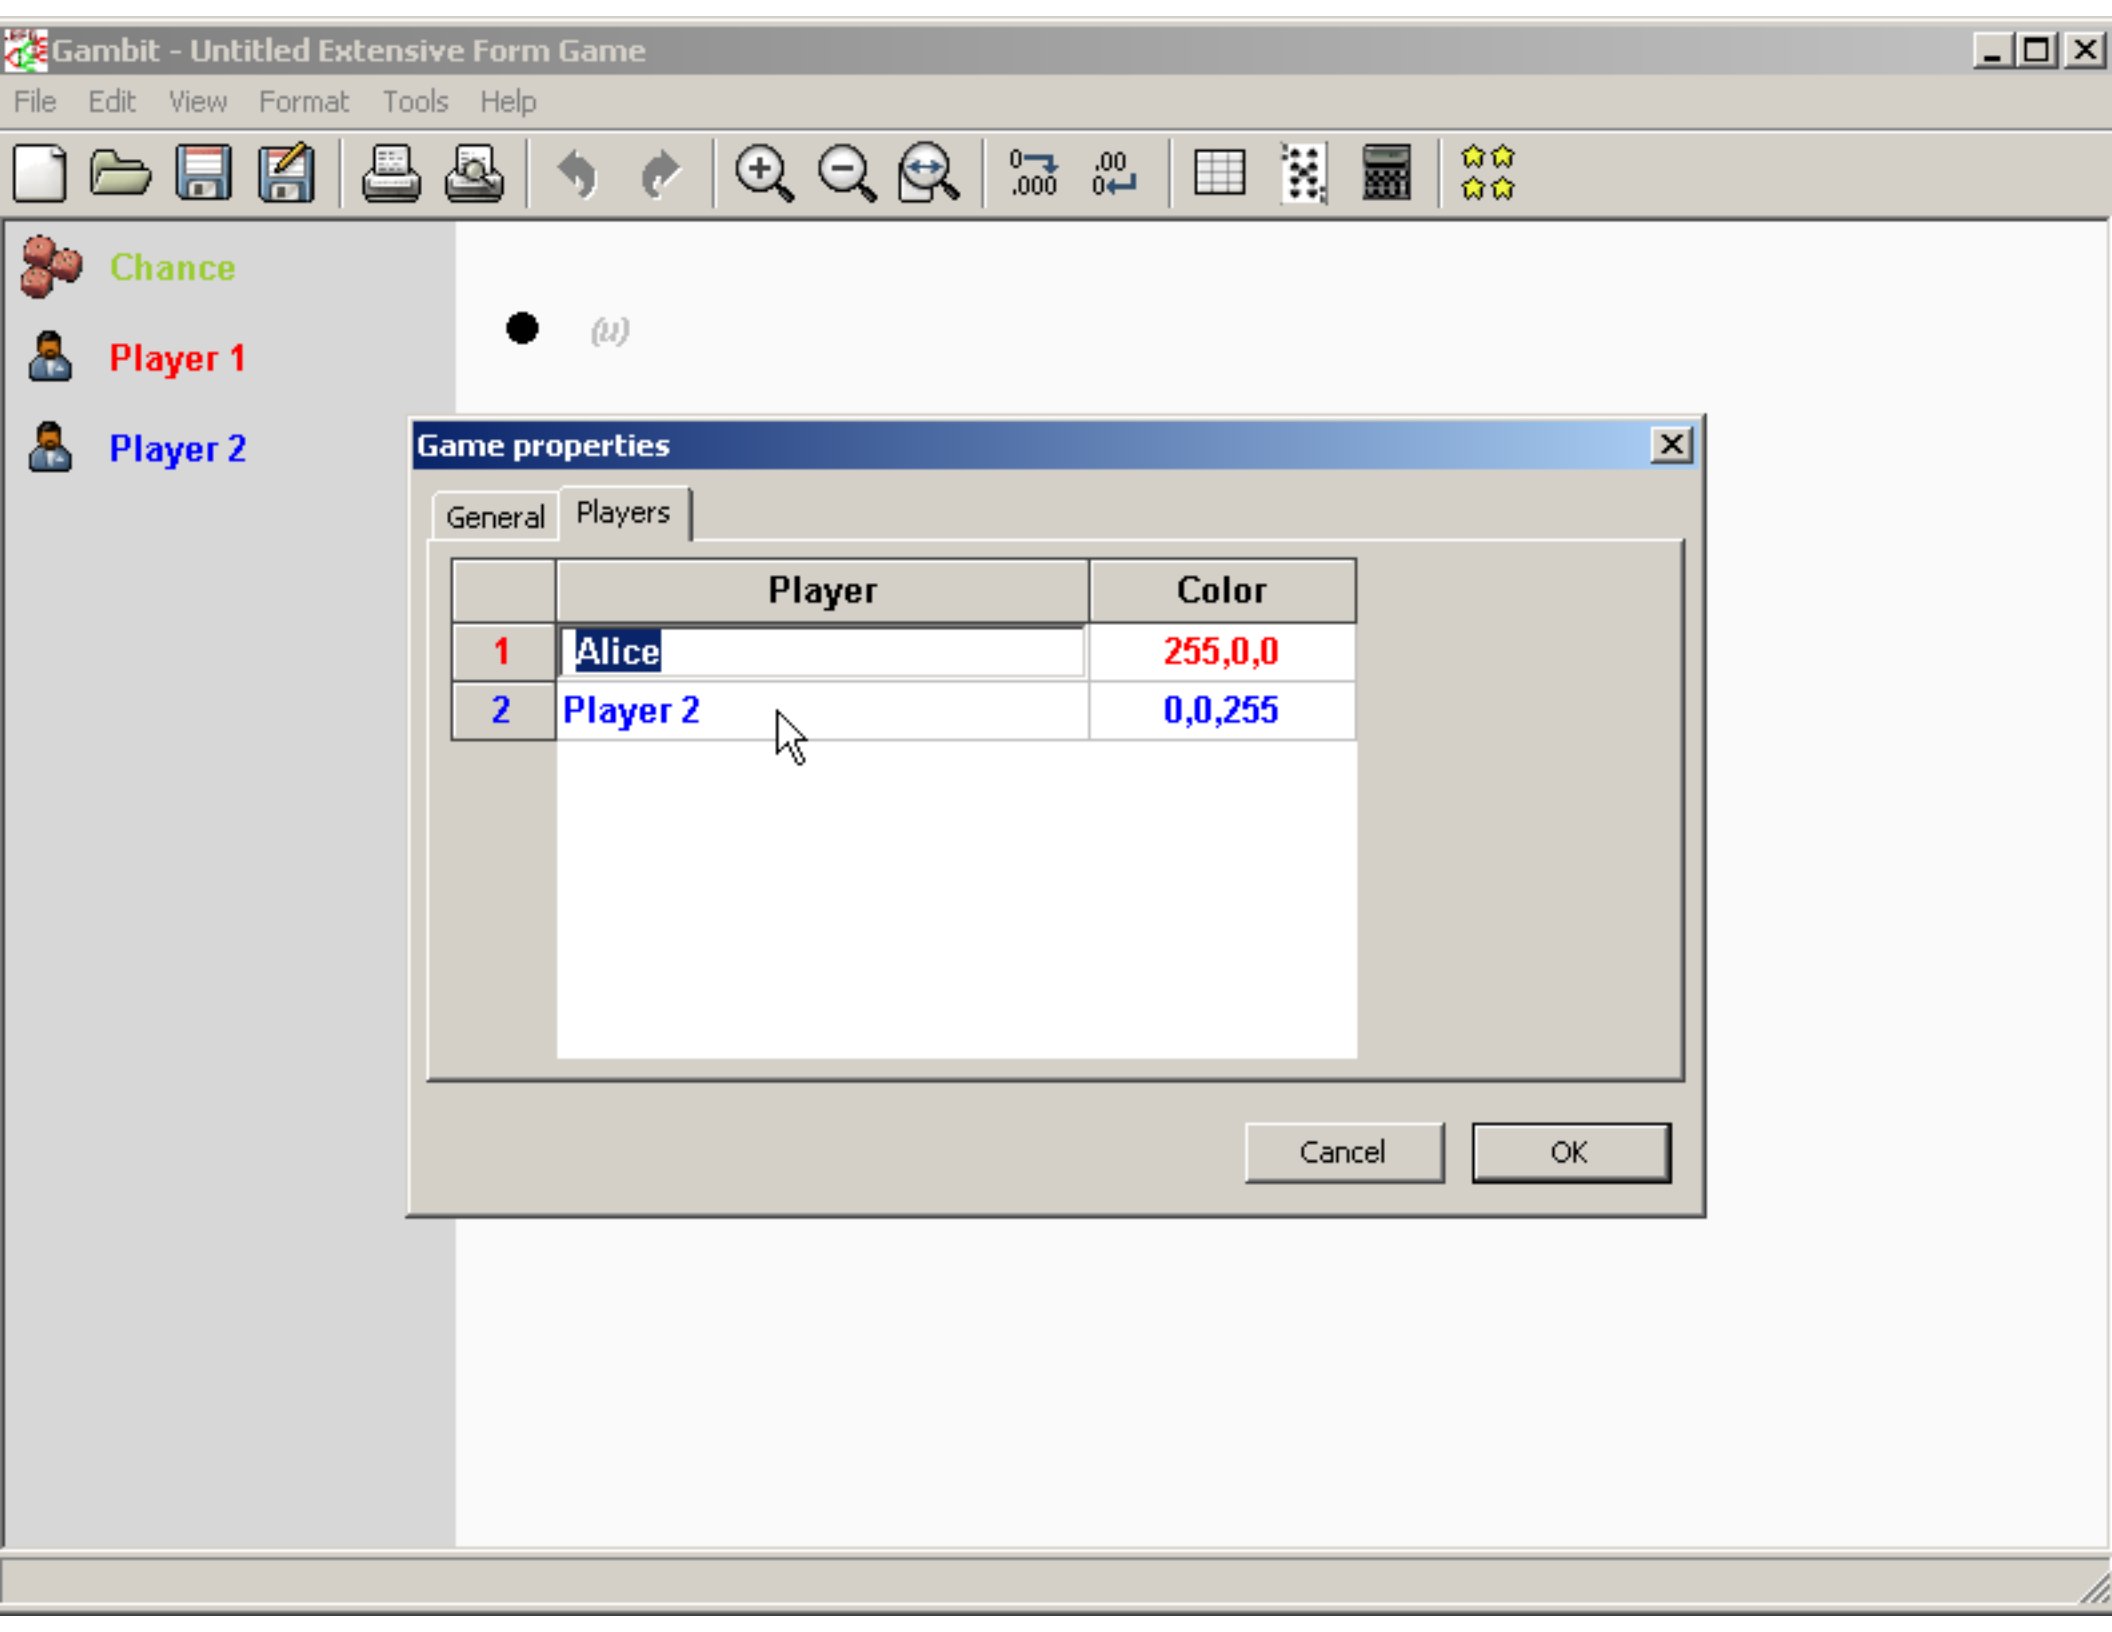 Gambit - Untitled Extensive Form Game
File Edit View Format Tools Help
0 .000 .00 0
Chance
(u)
Player 1
Player 2
Game properties
General Players
Player Color
1 Alice 255,0,0
2 Player 2 0,0,255
Cancel OK